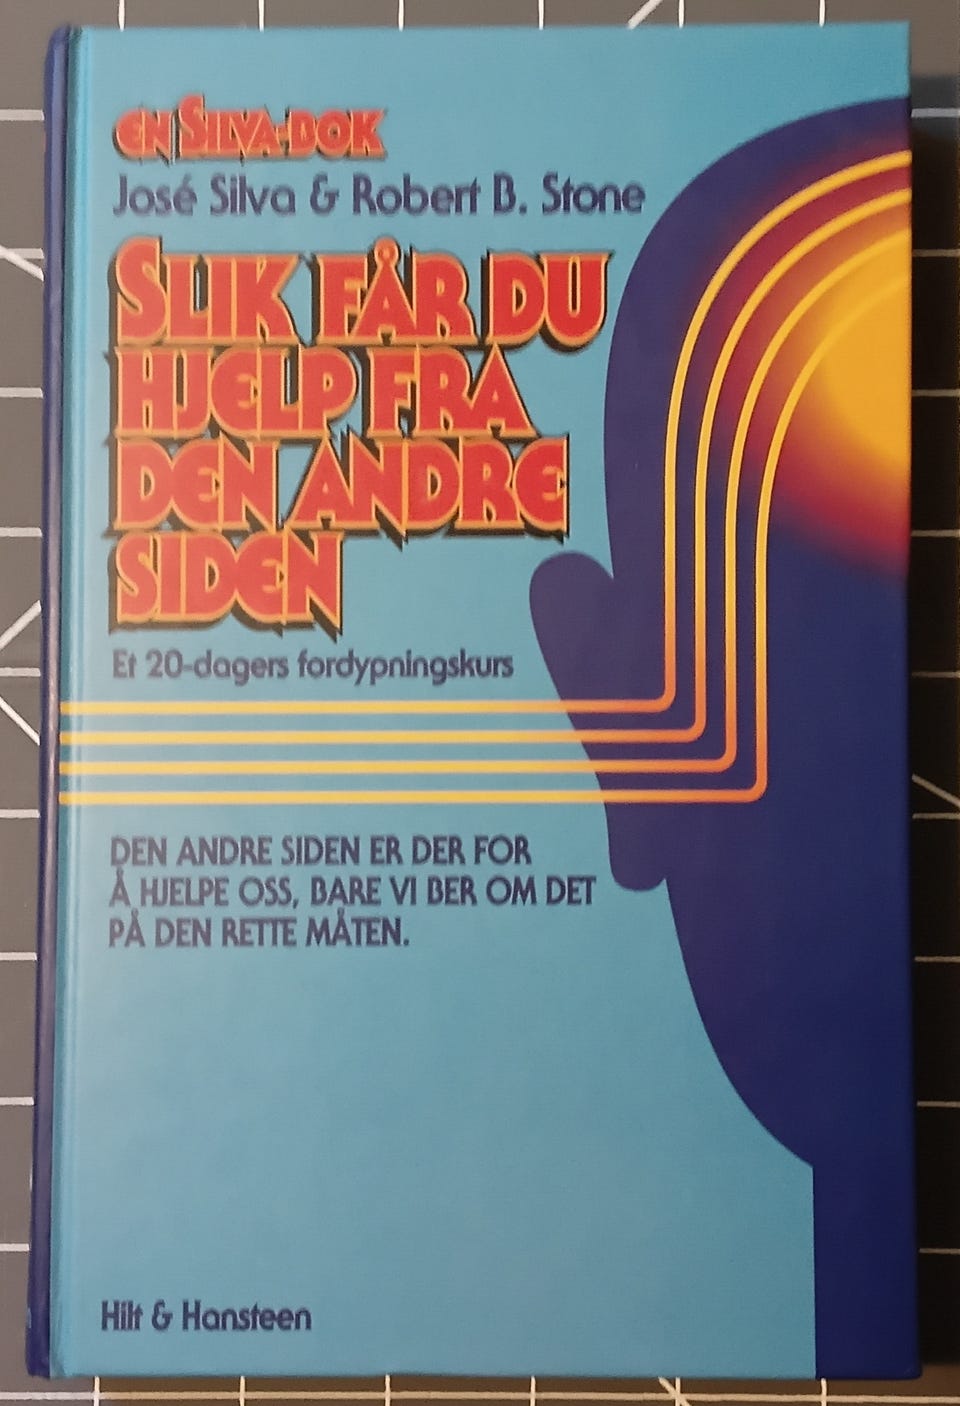 EN SILVA-BOK
José Silva & Robert B. Stone
SLIK FÅR DU
HJELP FRA
DEN ANDRE
SIDEN
Et 20-dagers fordypningskurs
DEN ANDRE SIDEN ER DER FOR
Å HJELPE OSS, BARE VI BER OM DET
PÅ DEN RETTE MÅTEN.
Hilt & Hansteen